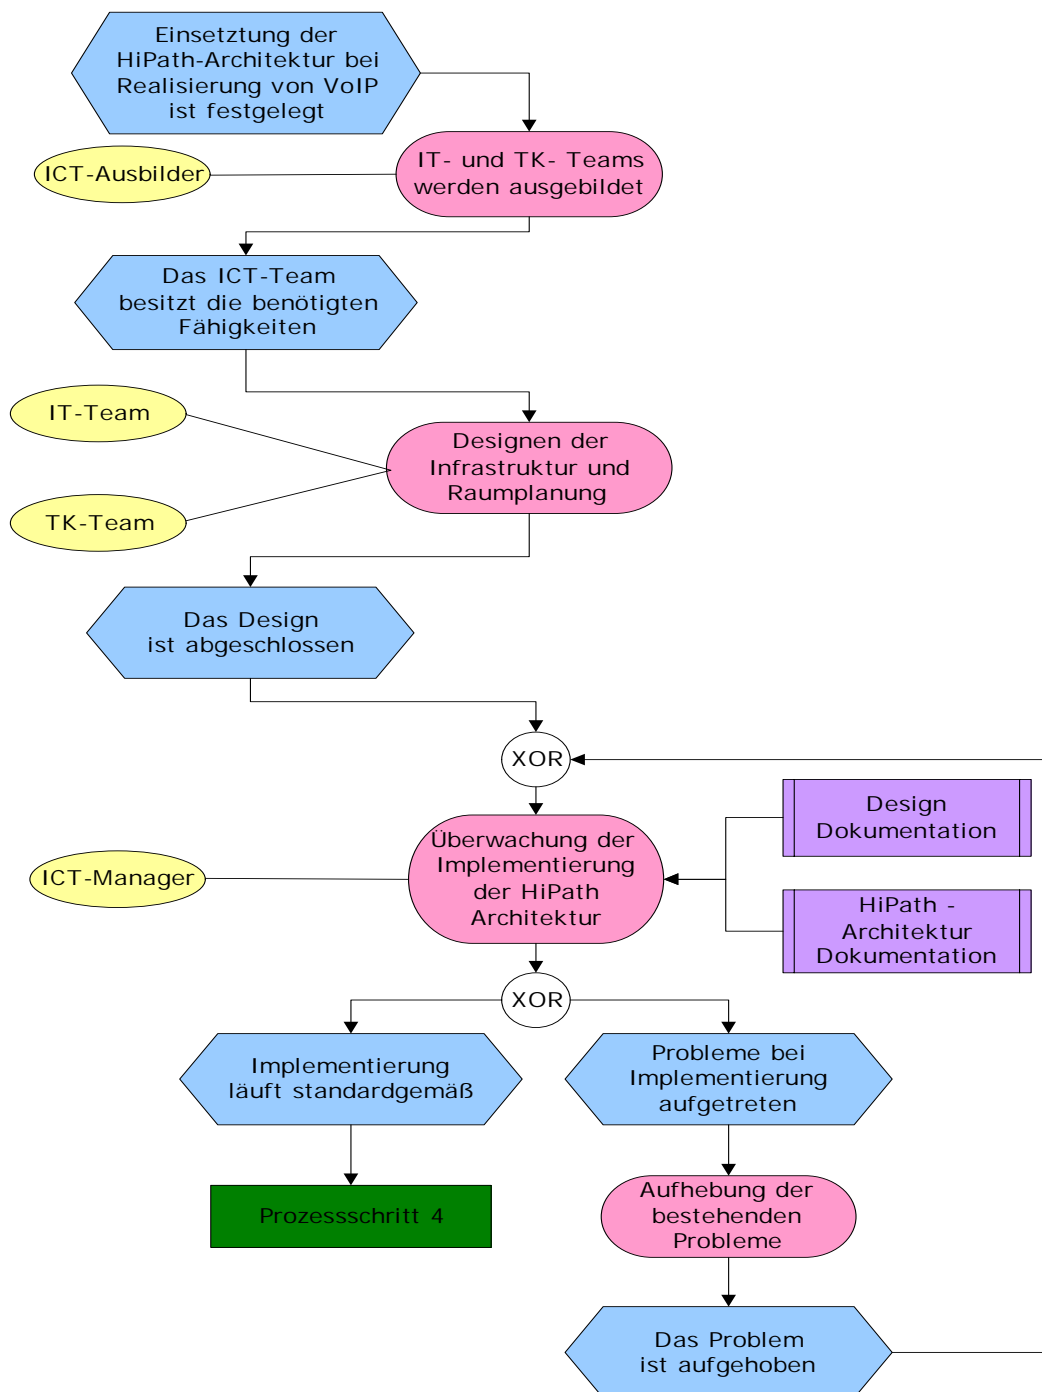 Einsetztung der
HiPath-Architektur bei
Realisierung von VoIP
ist festgelegt
IT- und TK- Teams
werden ausgebildet
ICT-Ausbilder
Das ICT-Team
besitzt die benötigten
Fähigkeiten
IT-Team
Designen der
Infrastruktur und
Raumplanung
TK-Team
Das Design
ist abgeschlossen
XOR
Design
Dokumentation
Überwachung der
Implementierung
der HiPath
Architektur
ICT-Manager
HiPath -
Architektur
Dokumentation
XOR
Implementierung
läuft standardgemäß
Probleme bei
Implementierung
aufgetreten
Prozessschritt 4
Aufhebung der
bestehenden
Probleme
Das Problem
ist aufgehoben